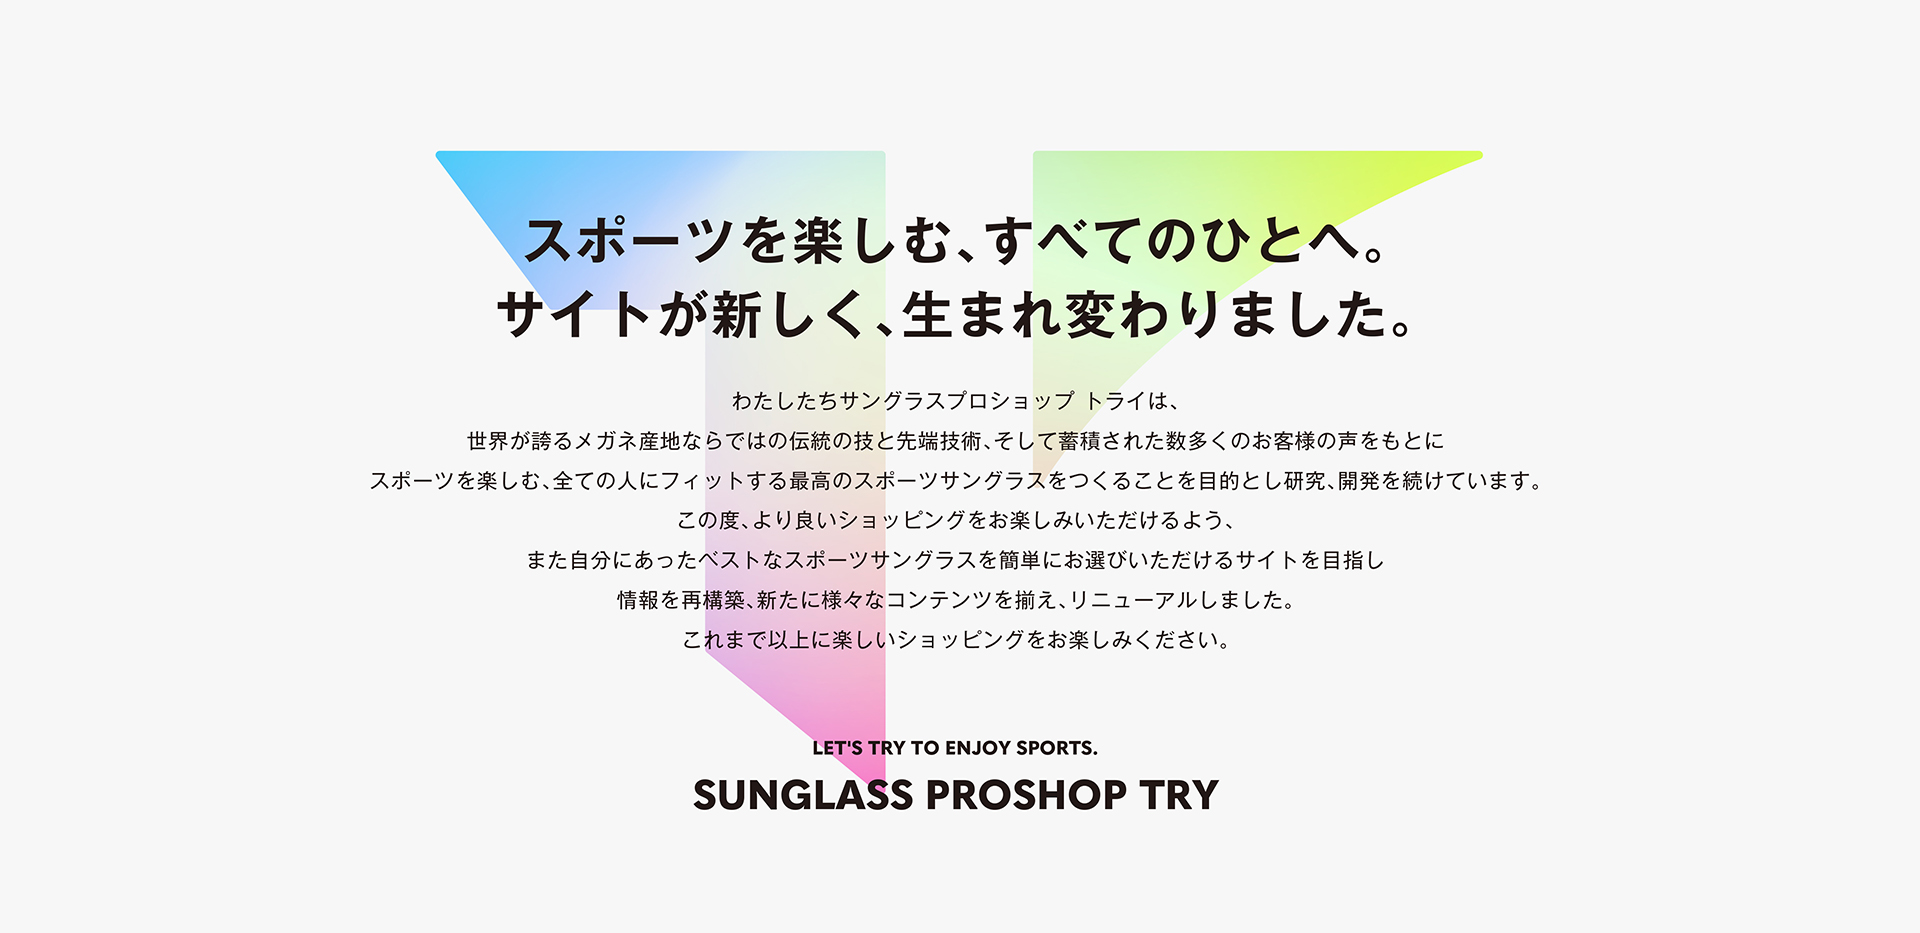 スポーツを楽しむ、すべてのひとへ。
サイトが新しく、生まれ変わりました。
わたしたちサングラスプロショップ トライは、
世界が誇るメガネ産地ならではの伝統の技と先端技術、そして蓄積された数多くのお客様の声をもとに
スポーツを楽しむ、全ての人にフィットする最高のスポーツサングラスをつくることを目的とし研究、開発を続けています。
この度、より良いショッピングをお楽しみいただけるよう、
また自分にあったベストなスポーツサングラスを簡単にお選びいただけるサイトを目指し
情報を再構築、新たに様々なコンテンツを揃え、リニューアルしました。
これまで以上に楽しいショッピングをお楽しみください。
LET'S TRY TO ENJOY SPORTS.
SUNGLASS PROSHOP TRY